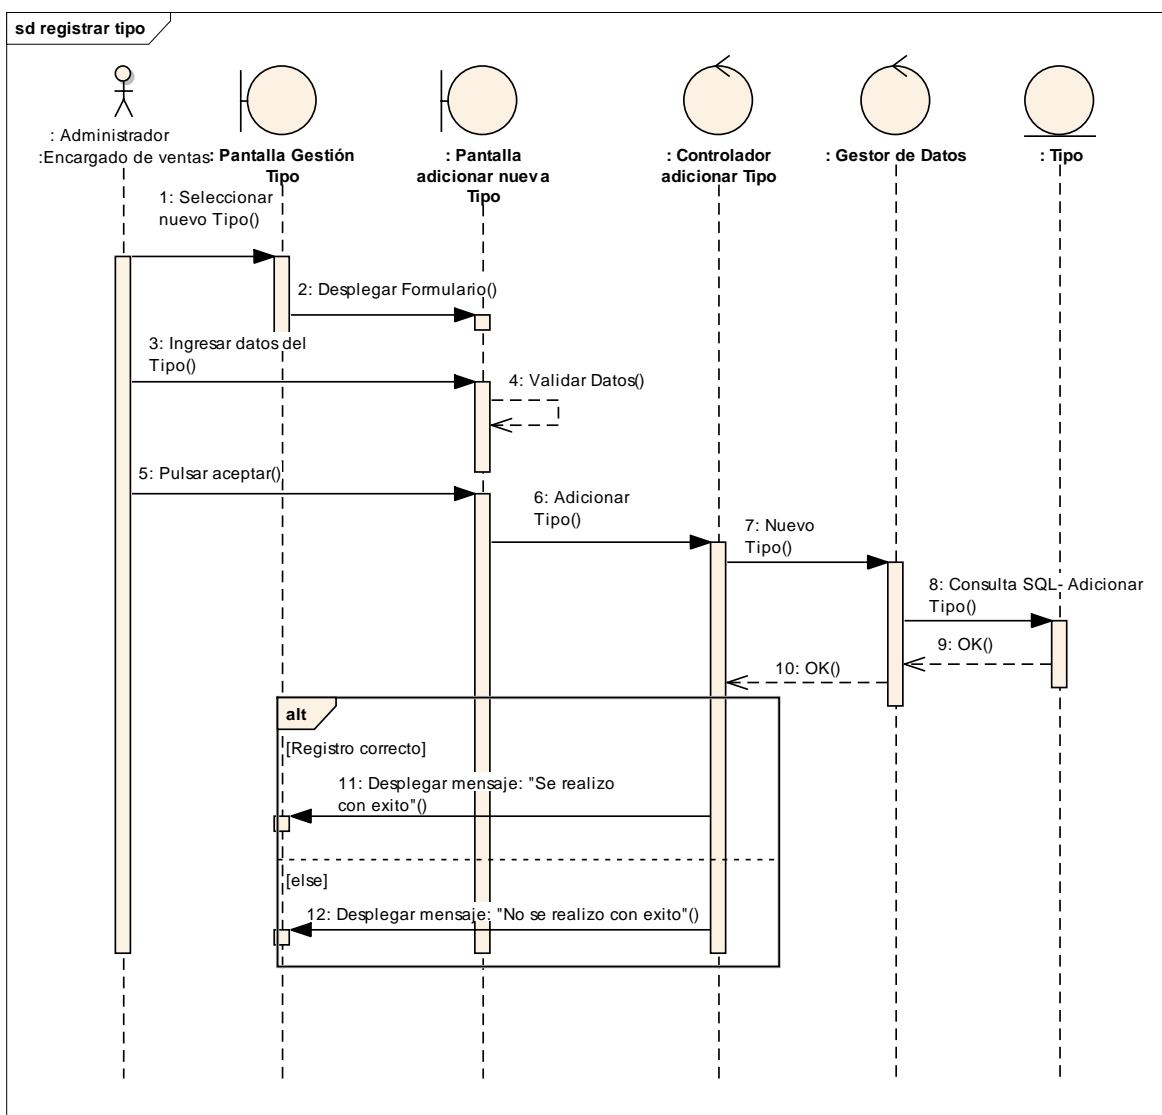 sd registrar tipo
: Administrador
:Encargado de ventas
: Pantalla Gestión
Tipo
: Pantalla
adicionar nueva
Tipo
: Controlador
adicionar Tipo
: Gestor de Datos
: Tipo
1: Seleccionar
nuevo Tipo()
2: Desplegar Formulario()
3: Ingresar datos del
Tipo()
4: Validar Datos()
5: Pulsar aceptar()
6: Adicionar
Tipo()
7: Nuevo
Tipo()
8: Consulta SQL- Adicionar
Tipo()
9: OK()
10: OK()
alt
[Registro correcto]
11: Desplegar mensaje: "Se realizo
con exito"()
[else]
12: Desplegar mensaje: "No se realizo con exito"()